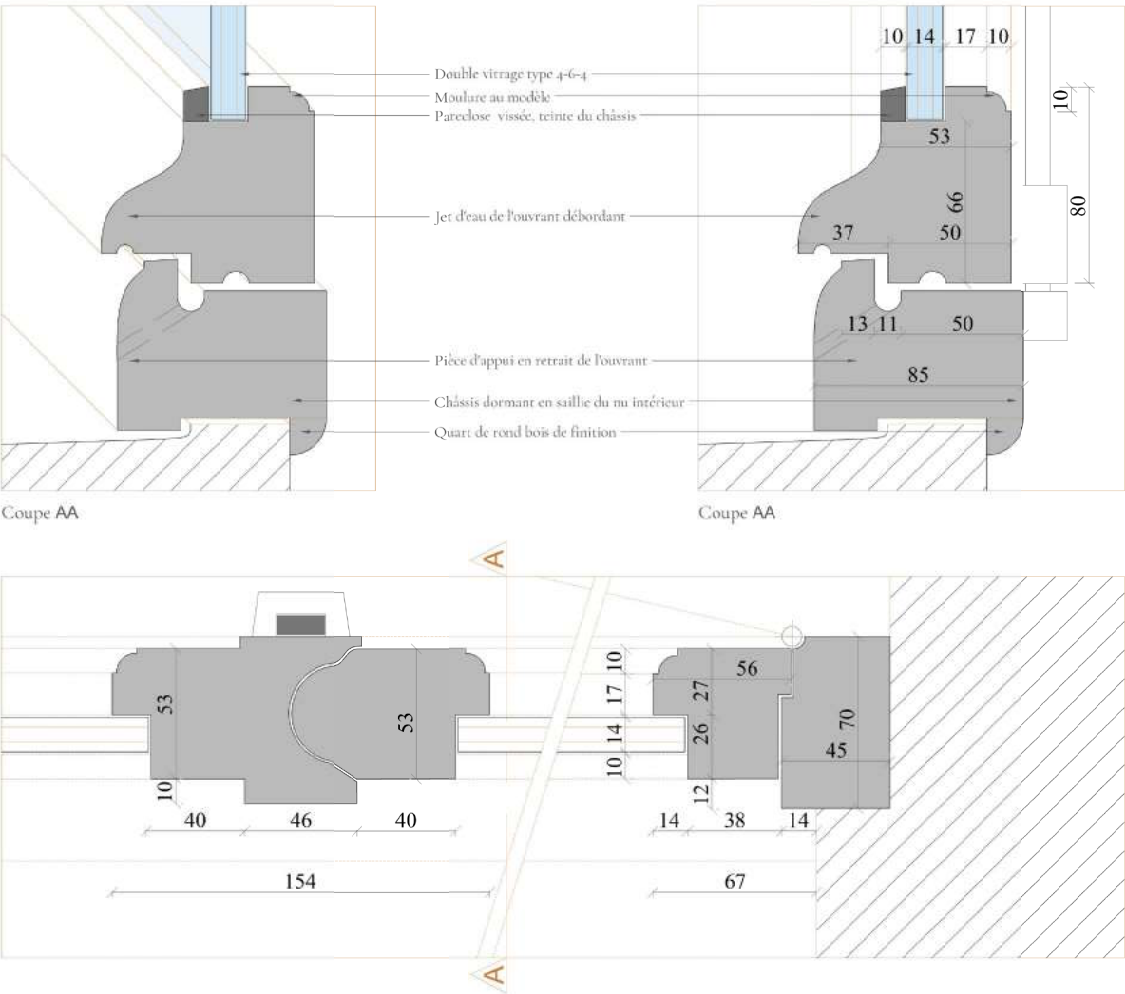 10 14 17 10
Double vitrage type 4-6-4
Moulure au modèle
10
Pareclose vissée, teinte du châssis
53
66
80
Jet d'eau de l'ouvrant débordant
37 50
13 11 50
Pièce d'appui en retrait de l'ouvrant
85
Châssis dormant en saillie du nu intérieur
Quart de rond bois de finition
Coupe AA
Coupe AA
A
53
53
10
40 46 40
154
10
17
14
10
56
27
26
12
70
45
14 38 14
67
A